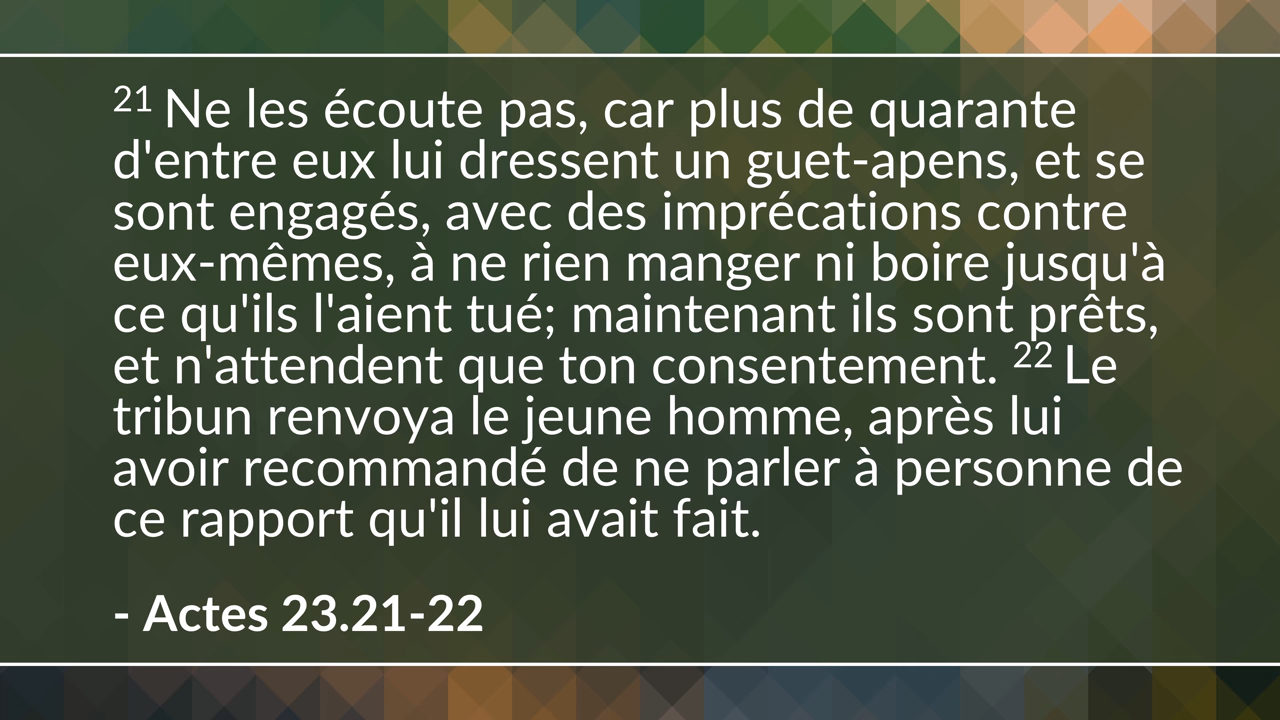 21 Ne les écoute pas, car plus de quarante
d'entre eux lui dressent un guet-apens, et se
sont engagés, avec des imprécations contre
eux-mêmes, à ne rien manger ni boire jusqu'à
ce qu'ils l'aient tué; maintenant ils sont prêts,
et n'attendent que ton consentement. 22 Le
tribun renvoya le jeune homme, après lui
avoir recommandé de ne parler à personne de
ce rapport qu'il lui avait fait.
- Actes 23.21-22